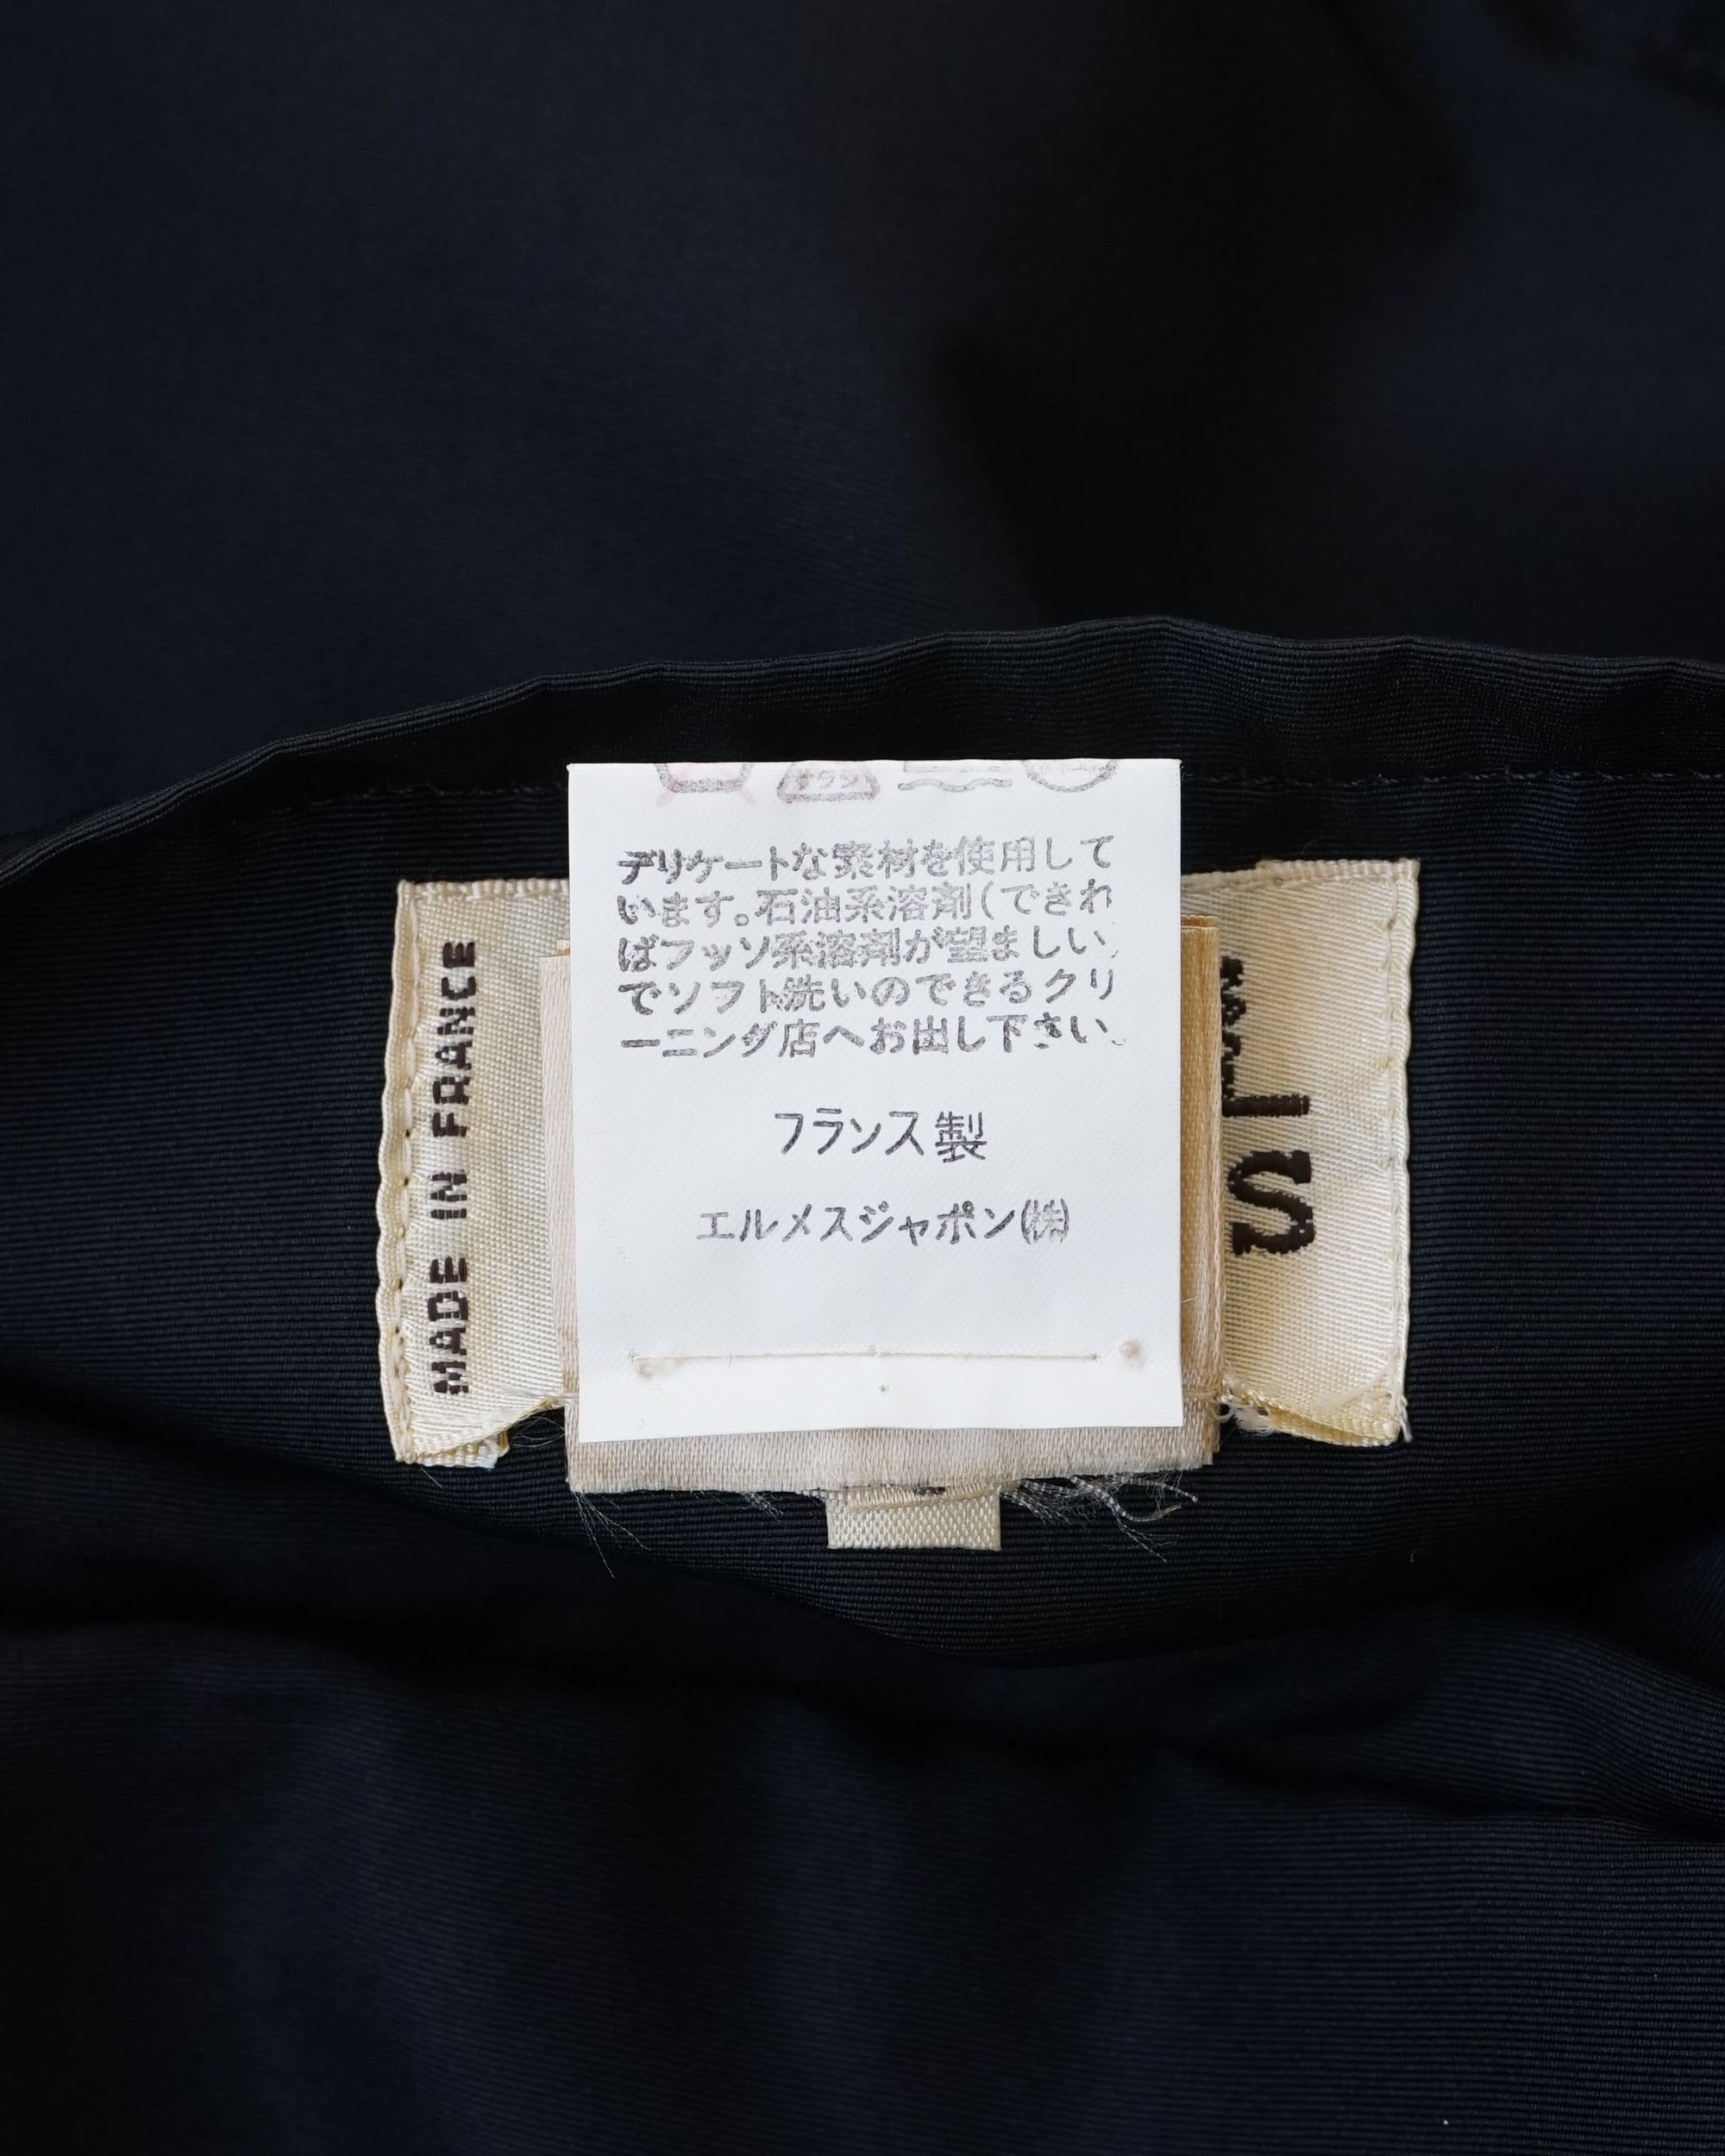 デリケートな素材を使用して
います。石油系溶剤(できれ
ばフッソ系溶剤が望ましい)
でソフト洗いのできるクリ
ーニング店へお出し下さい。
フランス製
エルメスジャポン㈱
MADE IN FRANCE